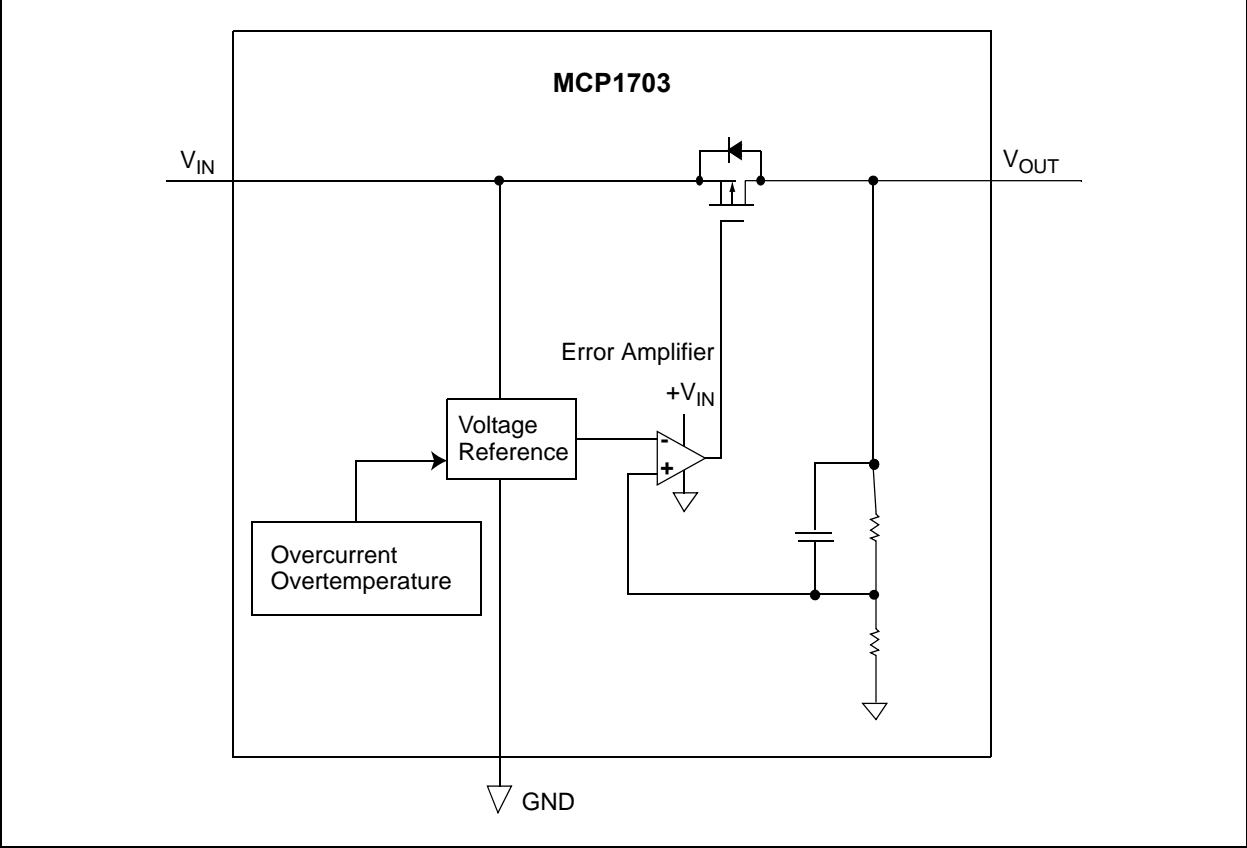 MCP1703
VIN
VOUT
Error Amplifier
+VIN
Voltage
Reference
-
+
Overcurrent
Overtemperature
GND